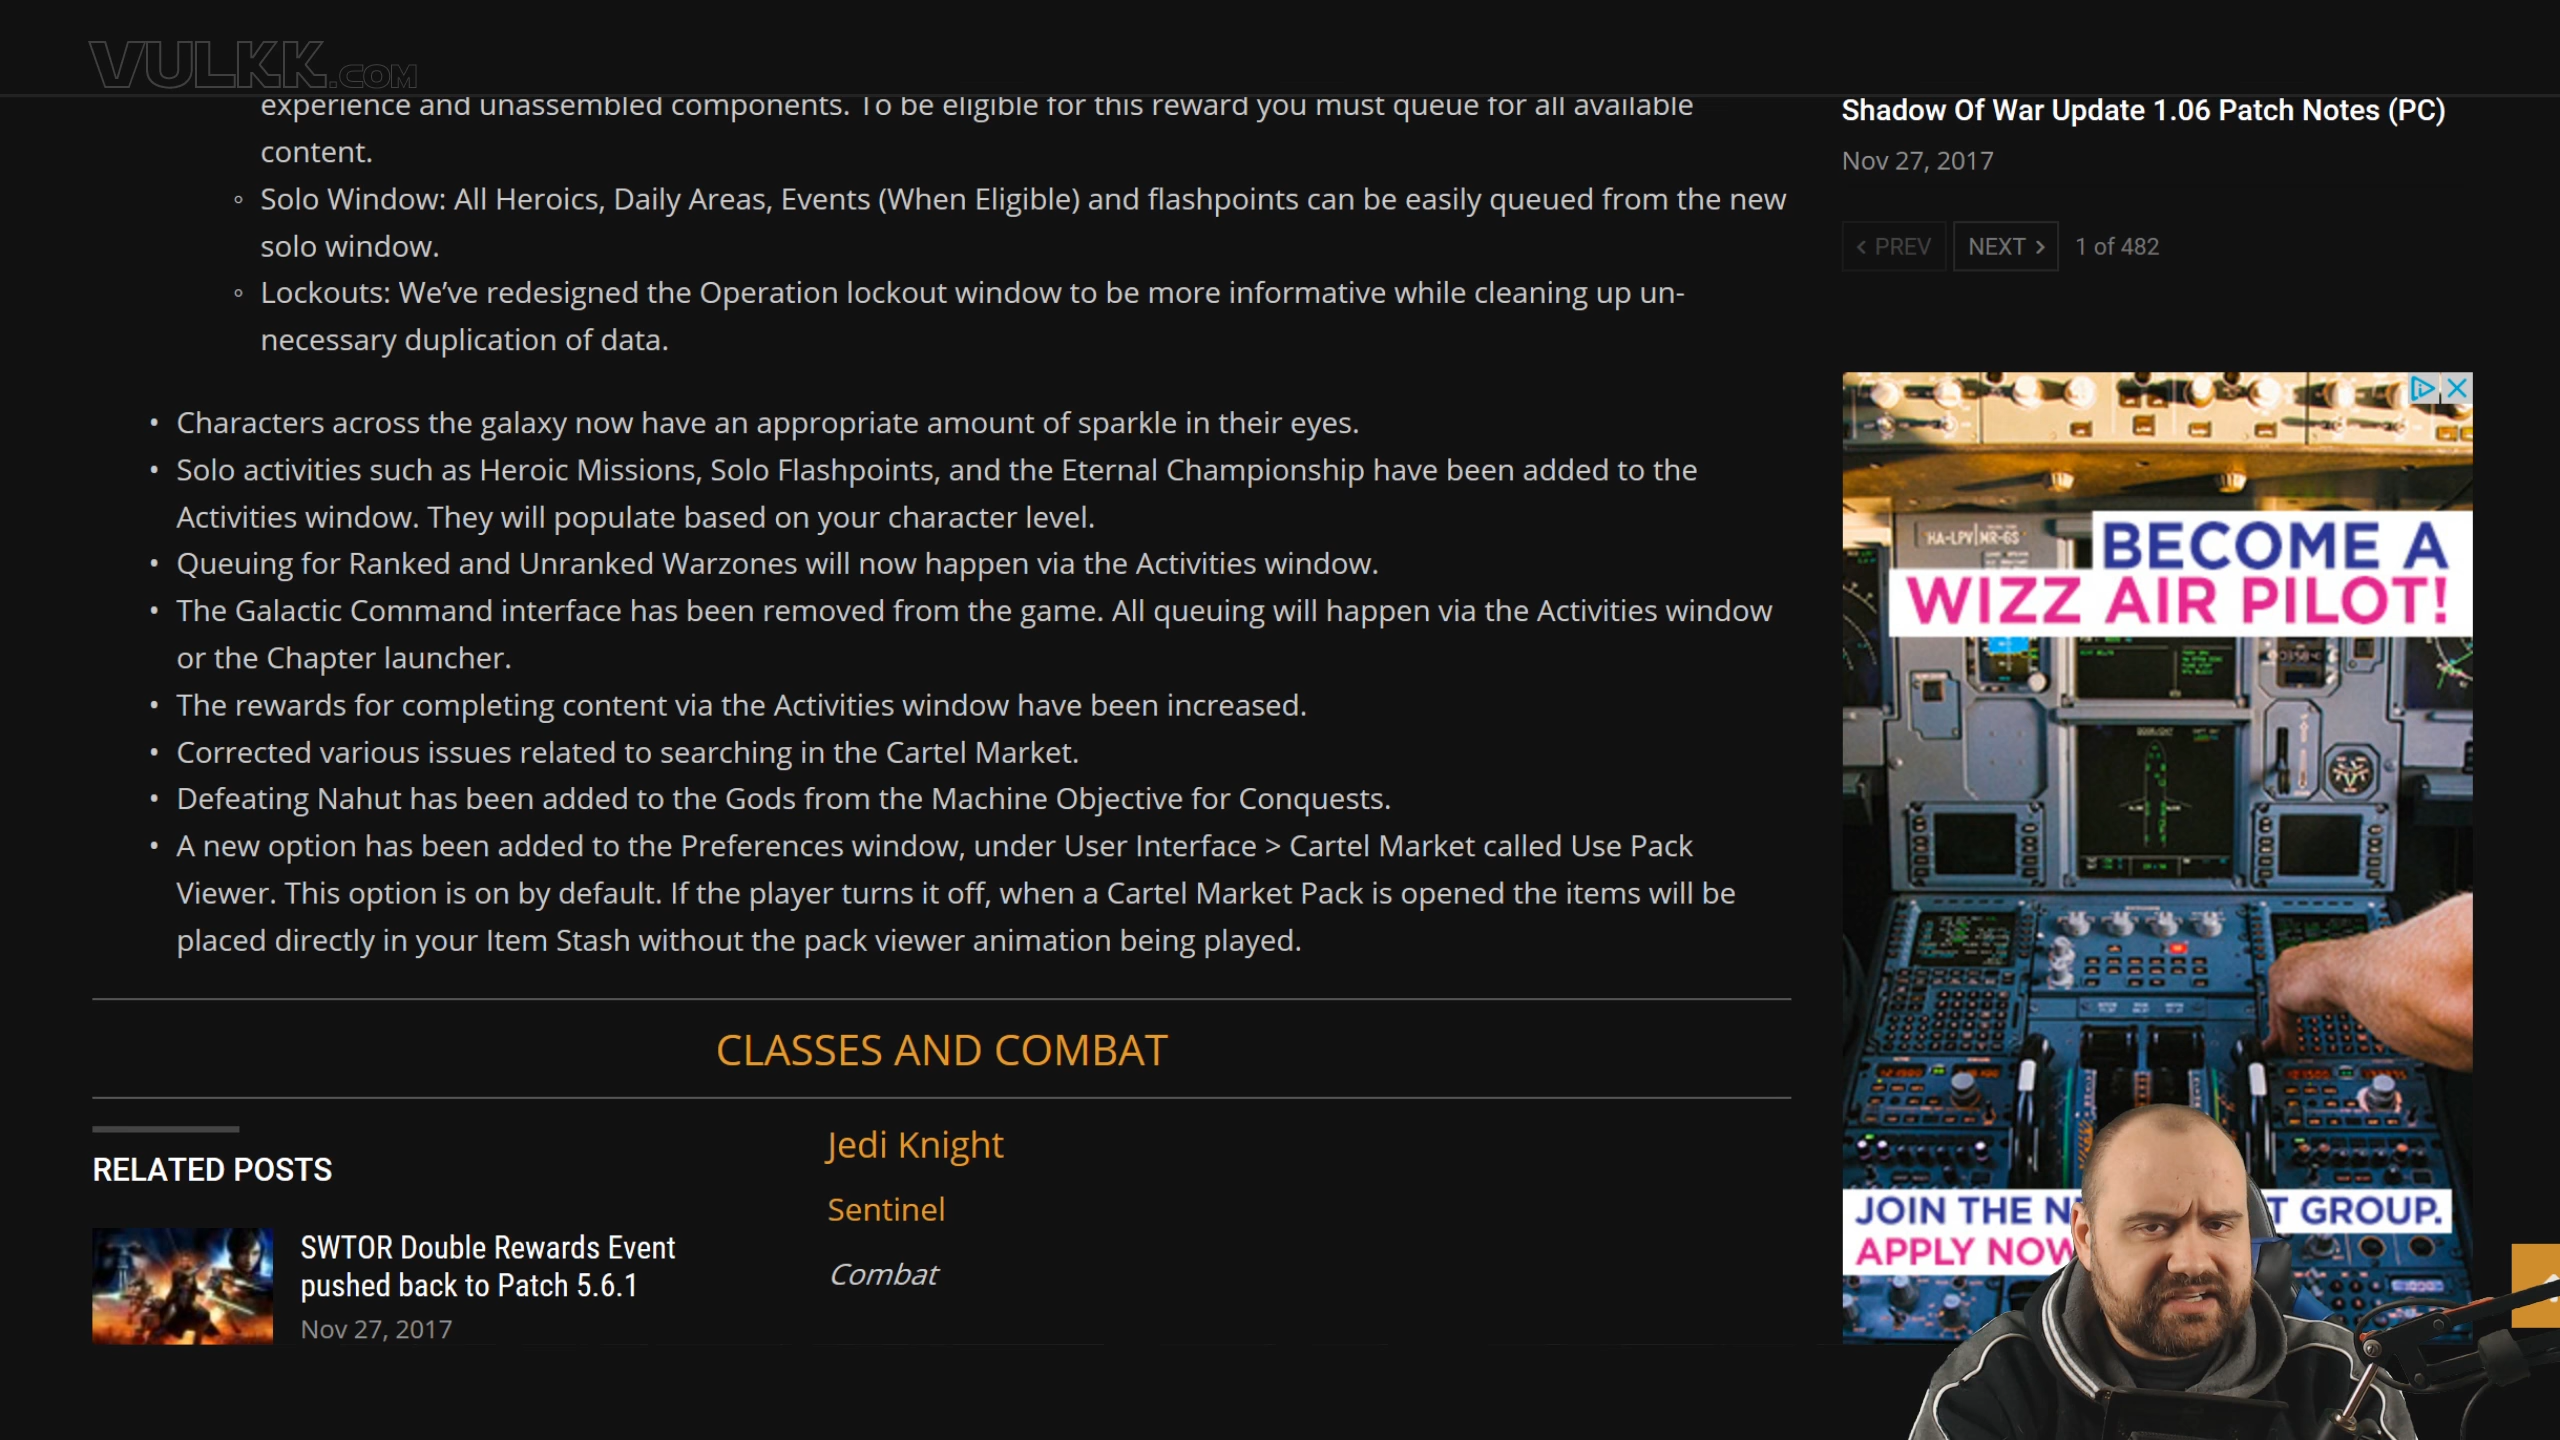 VULKK.COM
experience and unassembled components. To be eligible for this reward you must queue for all available
content.
◦ Solo Window: All Heroics, Daily Areas, Events (When Eligible) and flashpoints can be easily queued from the new
solo window.
◦ Lockouts: We’ve redesigned the Operation lockout window to be more informative while cleaning up un-
necessary duplication of data.
• Characters across the galaxy now have an appropriate amount of sparkle in their eyes.
• Solo activities such as Heroic Missions, Solo Flashpoints, and the Eternal Championship have been added to the
Activities window. They will populate based on your character level.
• Queuing for Ranked and Unranked Warzones will now happen via the Activities window.
• The Galactic Command interface has been removed from the game. All queuing will happen via the Activities window
or the Chapter launcher.
• The rewards for completing content via the Activities window have been increased.
• Corrected various issues related to searching in the Cartel Market.
• Defeating Nahut has been added to the Gods from the Machine Objective for Conquests.
• A new option has been added to the Preferences window, under User Interface > Cartel Market called Use Pack
Viewer. This option is on by default. If the player turns it off, when a Cartel Market Pack is opened the items will be
placed directly in your Item Stash without the pack viewer animation being played.
CLASSES AND COMBAT
Jedi Knight
Sentinel
Combat
RELATED POSTS
SWTOR Double Rewards Event
pushed back to Patch 5.6.1
Nov 27, 2017
Shadow Of War Update 1.06 Patch Notes (PC)
Nov 27, 2017
PREV NEXT 1 of 482
HA-LPV MR-GS
BECOME A
WIZZ AIR PILOT!
JOIN THE GROUP.
APPLY NOW